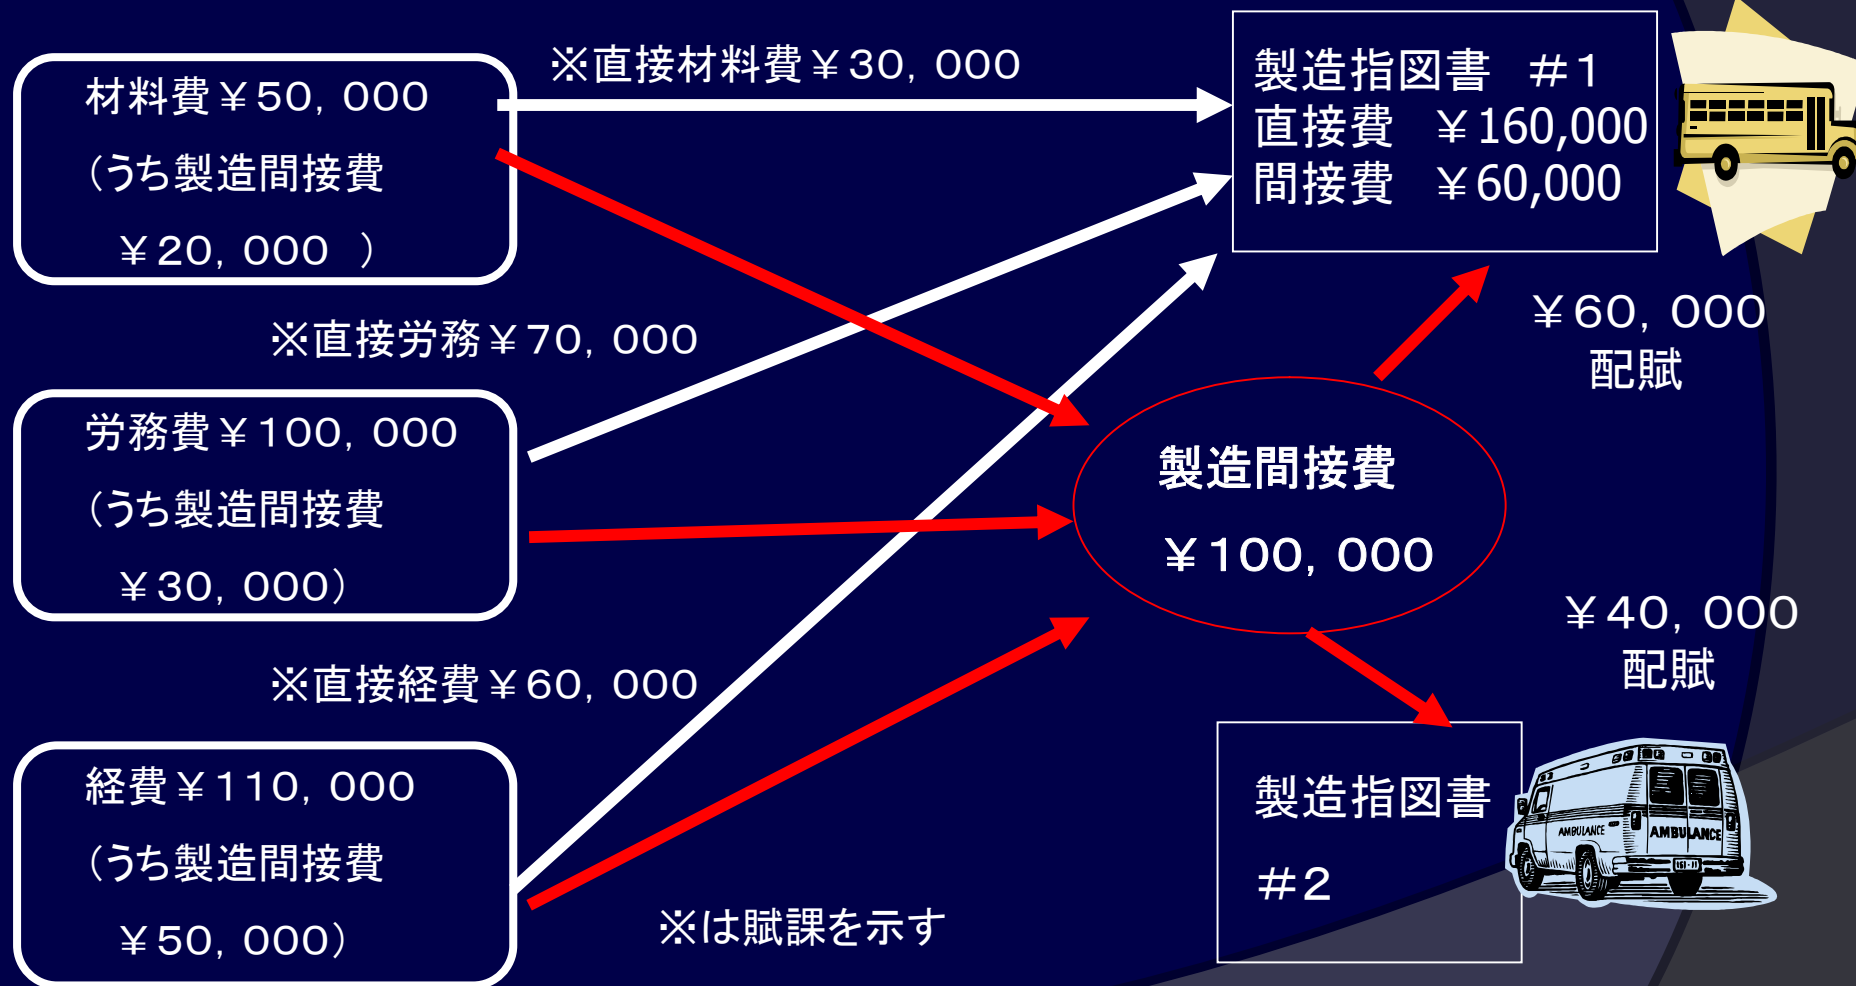 ※直接材料費￥３０，０００
材料費￥５０，０００
（うち製造間接費
￥２０，０００　）
製造指図書　＃１
直接費　￥160,000
間接費　￥60,000
※直接労務￥７０，０００
￥６０，０００
配賦
労務費￥１００，０００
（うち製造間接費
￥３０，０００）
製造間接費
￥１００，０００
※直接経費￥６０，０００
￥４０，０００
配賦
経費￥１１０，０００
（うち製造間接費
￥５０，０００）
※は賦課を示す
製造指図書
＃２
AMBULANCE
AMBULANCE